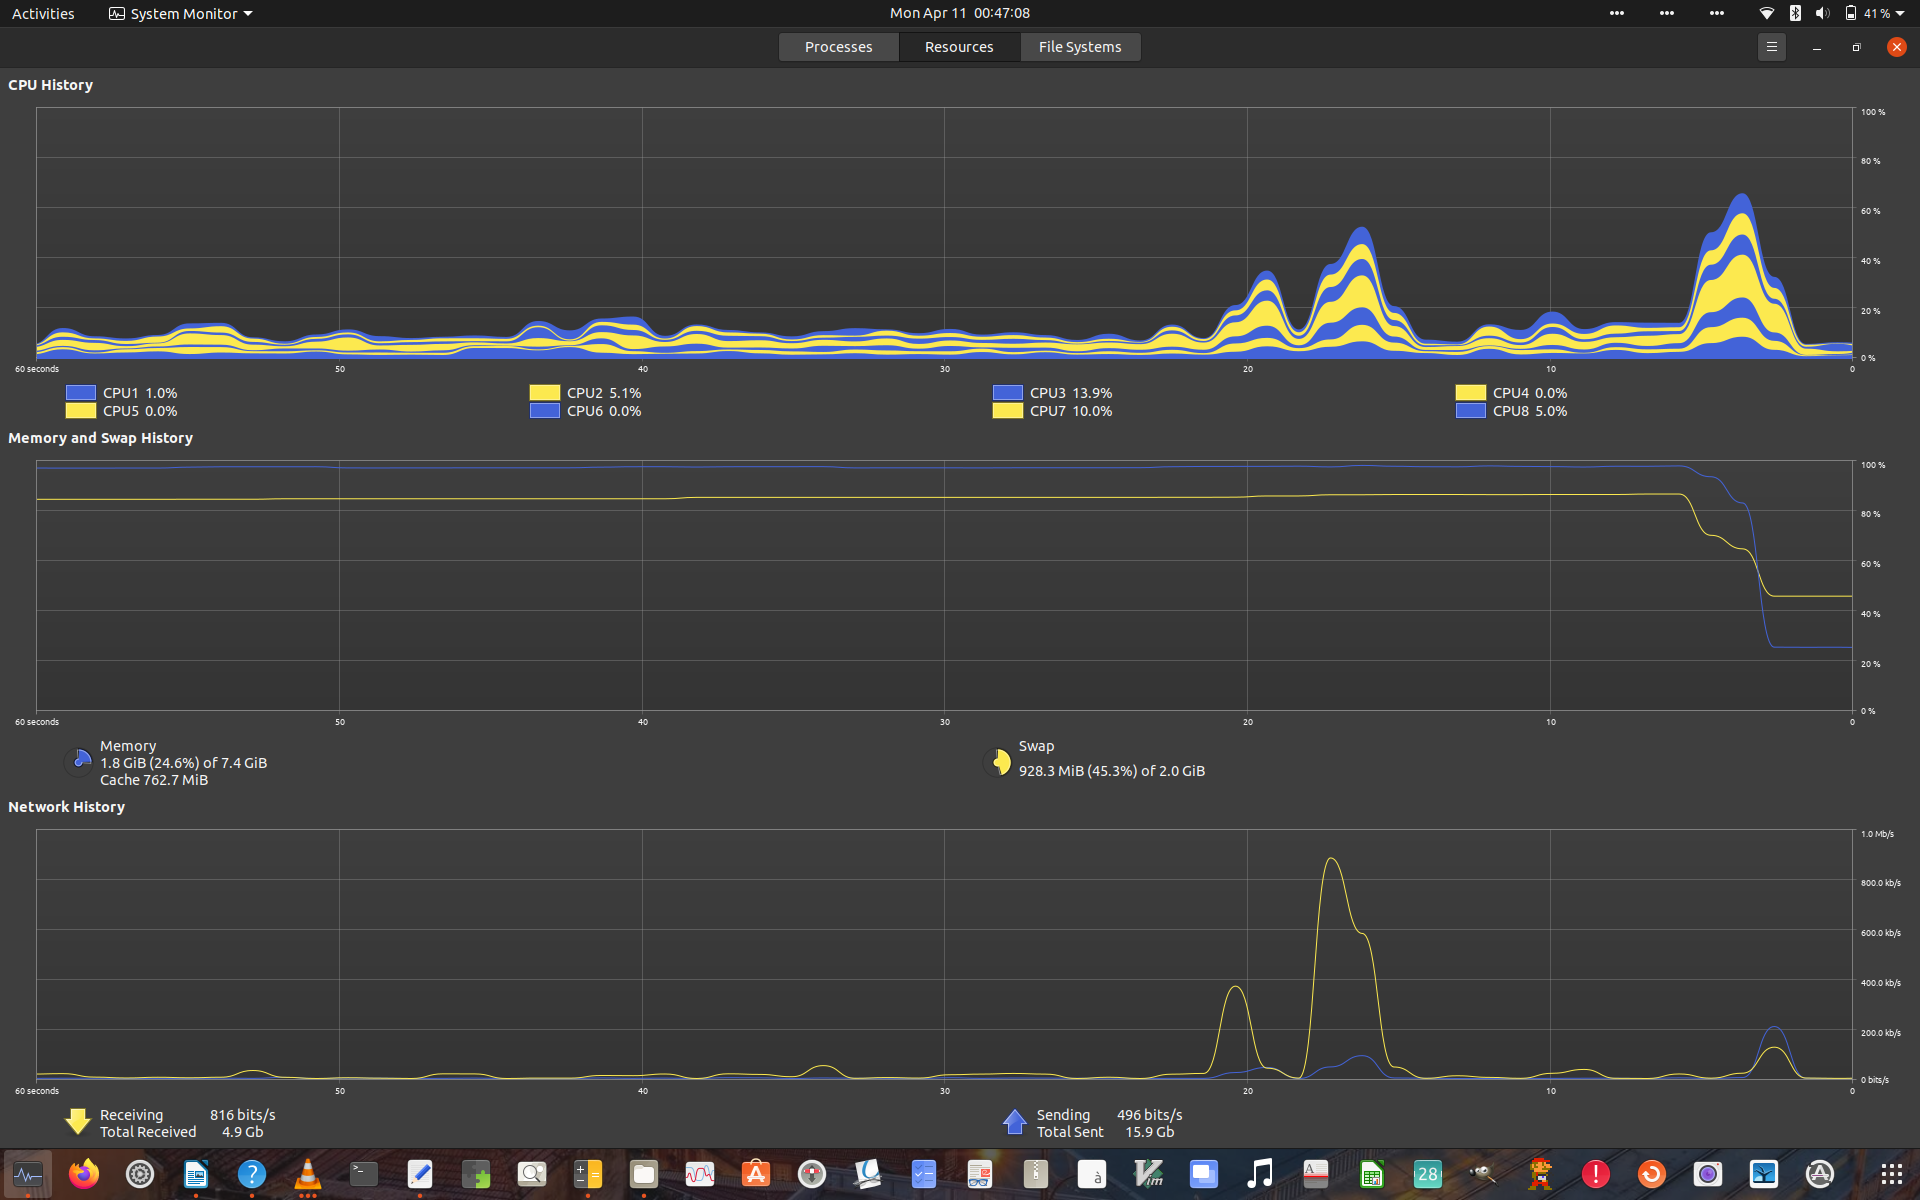 Activities System Monitor Mon Apr 11 00:47:08 41 %
Processes Resources File Systems
CPU History
100 %
80 %
60 %
40 %
20 %
0 %
60 seconds 50 40 30 20 10 0
CPU1 1.0% CPU2 5.1% CPU3 13.9% CPU4 0.0%
CPU5 0.0% CPU6 0.0% CPU7 10.0% CPU8 5.0%
Memory and Swap History
100 %
80 %
60 %
40 %
20 %
0 %
60 seconds 50 40 30 20 10 0
Memory
1.8 GiB (24.6%) of 7.4 GiB
Cache 762.7 MiB
Swap
928.3 MiB (45.3%) of 2.0 GiB
Network History
1.0 Mb/s
800.0 kb/s
600.0 kb/s
400.0 kb/s
200.0 kb/s
0 bits/s
60 seconds 50 40 30 20 10 0
Receiving 816 bits/s
Total Received 4.9 Gb
Sending 496 bits/s
Total Sent 15.9 Gb
? >_ à Vim A 28 !